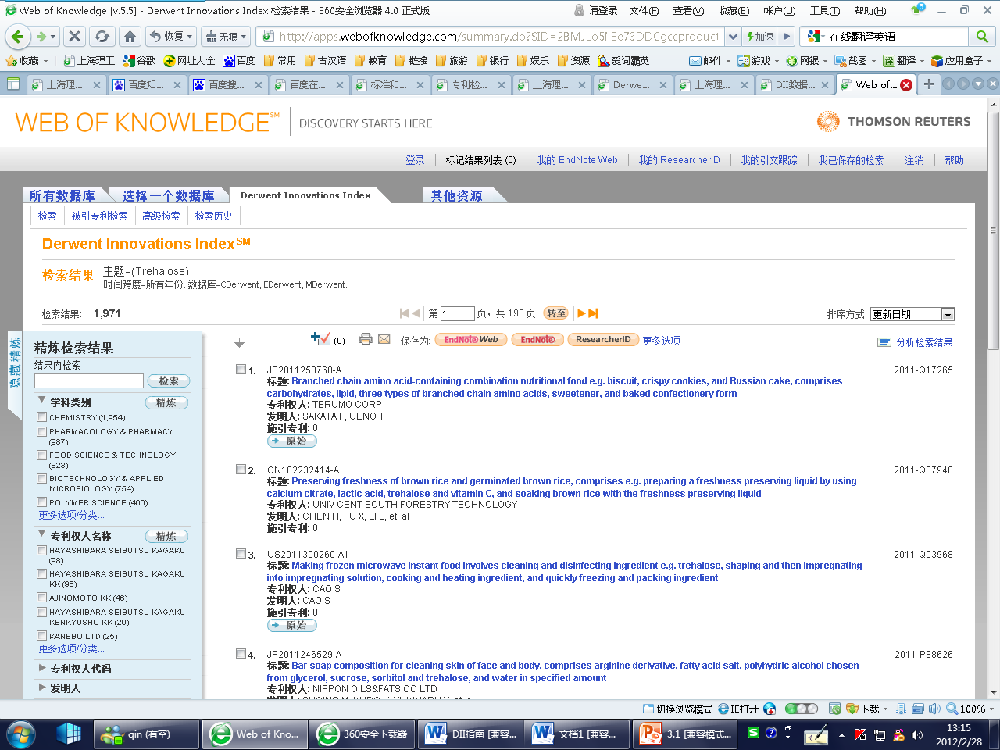 Web of Knowledge [v.5.5] - Derwent Innovations Index 检索结果 - 360安全浏览器 4.0 正式版
请登录 文件(F) 查看(V) 收藏(B) 帐户(U) 工具(T) 帮助(H) 5
恢复 无痕 http://apps.webofknowledge.com/summary.do?SID=2BMJLo5ilEe73DDCgccproduct 加速 在线翻译英语
收藏 上海理工 谷歌 网址大全 百度 常用 古汉语 教育 链接 旅游 银行 娱乐 资源 爱词霸英 邮件 游戏 网银 截图 翻译 应用盒子
上海理... 百度知... 百度搜... 百度在... 标准和... 专利检... 上海理... Derwe... 上海理... DII数据... Web of...
WEB OF KNOWLEDGE SM DISCOVERY STARTS HERE THOMSON REUTERS
登录 标记结果列表 (0) 我的 EndNote Web 我的 ResearcherID 我的引文跟踪 我已保存的检索 注销 帮助
所有数据库 选择一个数据库 Derwent Innovations Index 其他资源
检索 被引专利检索 高级检索 检索历史
Derwent Innovations Index SM
检索结果 主题=(Trehalose)
时间跨度=所有年份. 数据库=CDerwent, EDerwent, MDerwent.
检索结果: 1,971 第 1 页，共 198 页 转至 排序方式: 更新日期
隐藏精炼
精炼检索结果
结果内检索
检索
学科类别 精炼
CHEMISTRY (1,954)
PHARMACOLOGY & PHARMACY
(987)
FOOD SCIENCE & TECHNOLOGY
(823)
BIOTECHNOLOGY & APPLIED
MICROBIOLOGY (754)
POLYMER SCIENCE (400)
更多选项/分类...
专利权人名称 精炼
HAYASHIBARA SEIBUTSU KAGAKU
(98)
HAYASHIBARA SEIBUTSU KAGAKU
KK (96)
AJINOMOTO KK (46)
HAYASHIBARA SEIBUTSU KAGAKU
KENKYUSHO KK (29)
KANEBO LTD (25)
更多选项/分类...
专利权人代码
发明人
(0) 保存为: EndNote Web EndNote ResearcherID 更多选项 分析检索结果
1. JP2011250768-A 2011-Q17265
标题: Branched chain amino acid-containing combination nutritional food e.g. biscuit, crispy cookies, and Russian cake, comprises
carbohydrates, lipid, three types of branched chain amino acids, sweetener, and baked confectionery form
专利权人: TERUMO CORP
发明人: SAKATA F, UENO T
施引专利: 0
原始
2. CN102232414-A 2011-Q07940
标题: Preserving freshness of brown rice and germinated brown rice, comprises e.g. preparing a freshness preserving liquid by using
calcium citrate, lactic acid, trehalose and vitamin C, and soaking brown rice with the freshness preserving liquid
专利权人: UNIV CENT SOUTH FORESTRY TECHNOLOGY
发明人: CHEN H, FU X, LI L, et. al
施引专利: 0
3. US2011300260-A1 2011-Q03968
标题: Making frozen microwave instant food involves cleaning and disinfecting ingredient e.g. trehalose, shaping and then impregnating
into impregnating solution, cooking and heating ingredient, and quickly freezing and packing ingredient
专利权人: CAO S
发明人: CAO S
施引专利: 0
原始
4. JP2011246529-A 2011-P88626
标题: Bar soap composition for cleaning skin of face and body, comprises arginine derivative, fatty acid salt, polyhydric alcohol chosen
from glycerol, sucrose, sorbitol and trehalose, and water in specified amount
专利权人: NIPPON OILS&FATS CO LTD
切换浏览模式 IE打开 下载 100%
qin (有空) Web of Kno... 360安全下载器 DII指南 [兼容... 文档1 [兼容... 3.1 [兼容模式... 13:15
2012/2/28